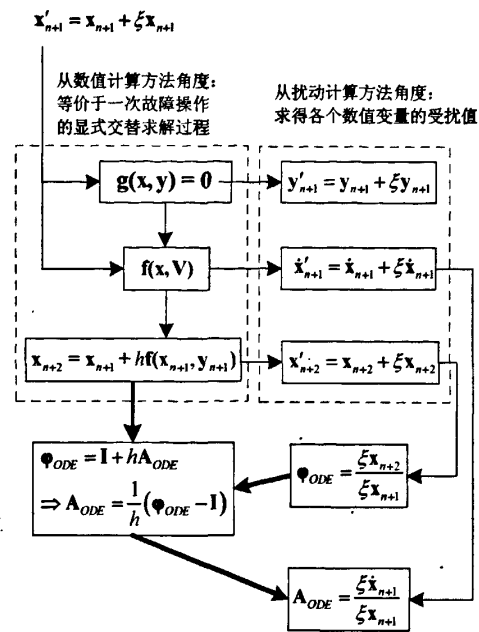 x′ₙ₊₁ = xₙ₊₁ + ξxₙ₊₁
从数值计算方法角度：
等价于一次故障操作
的显式交替求解过程
从扰动计算方法角度：
求得各个数值变量的受扰值
g(x, y) = 0
y′ₙ₊₁ = yₙ₊₁ + ξyₙ₊₁
f(x, V)
ẋ′ₙ₊₁ = ẋₙ₊₁ + ξẋₙ₊₁
xₙ₊₂ = xₙ₊₁ + hf(xₙ₊₁, yₙ₊₁)
x′ₙ₊₂ = xₙ₊₂ + ξxₙ₊₂
φ_ODE = I + hA_ODE
⇒ A_ODE = 1/h (φ_ODE − I)
φ_ODE = ξxₙ₊₂ / ξxₙ₊₁
A_ODE = ξẋₙ₊₁ / ξxₙ₊₁